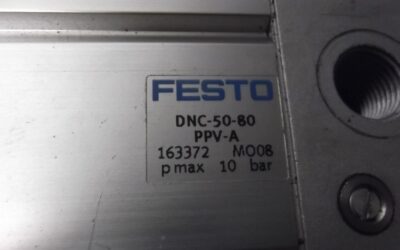 FESTO
DNC-50-80
PPV-A
163372 M008
p max 10 bar